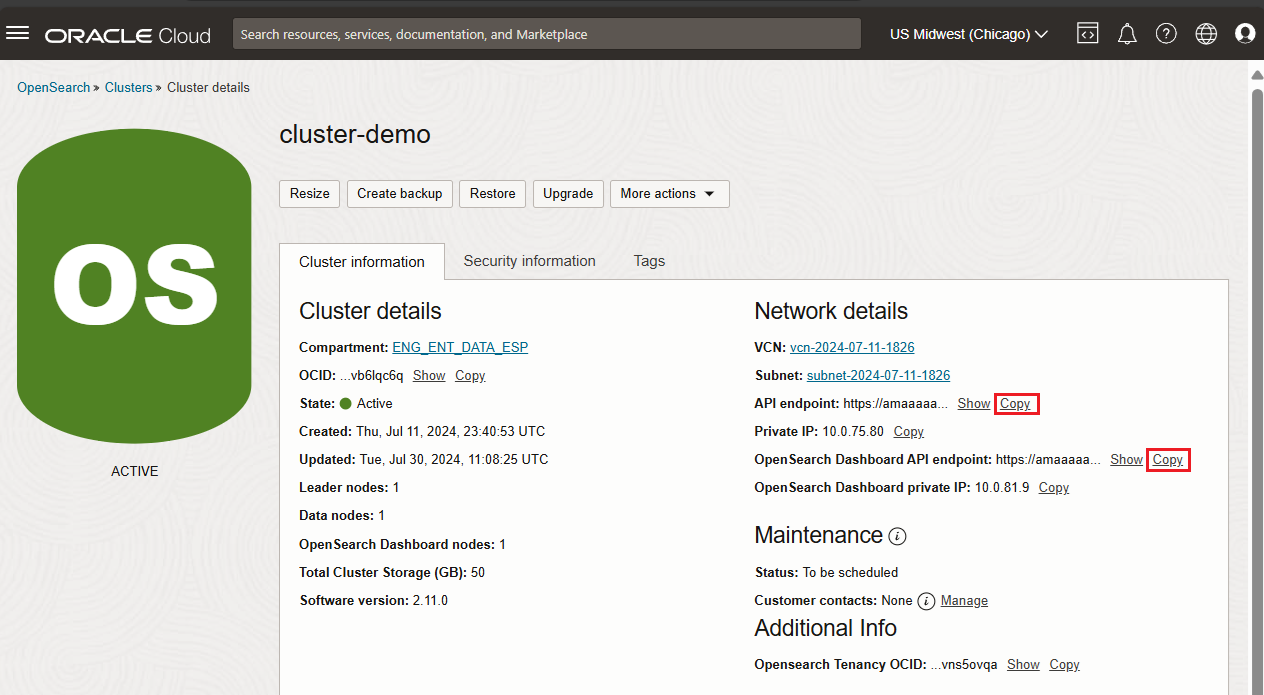 ORACLE Cloud
Search resources, services, documentation, and Marketplace
US Midwest (Chicago)
OpenSearch » Clusters » Cluster details
OS
ACTIVE
cluster-demo
Resize Create backup Restore Upgrade More actions
Cluster information Security information Tags
Cluster details
Compartment: ENG_ENT_DATA_ESP
OCID: ...vb6lqc6q Show Copy
State: Active
Created: Thu, Jul 11, 2024, 23:40:53 UTC
Updated: Tue, Jul 30, 2024, 11:08:25 UTC
Leader nodes: 1
Data nodes: 1
OpenSearch Dashboard nodes: 1
Total Cluster Storage (GB): 50
Software version: 2.11.0
Network details
VCN: vcn-2024-07-11-1826
Subnet: subnet-2024-07-11-1826
API endpoint: https://amaaaaa... Show Copy
Private IP: 10.0.75.80 Copy
OpenSearch Dashboard API endpoint: https://amaaaaa... Show Copy
OpenSearch Dashboard private IP: 10.0.81.9 Copy
Maintenance i
Status: To be scheduled
Customer contacts: None i Manage
Additional Info
Opensearch Tenancy OCID: ...vns5ovqa Show Copy